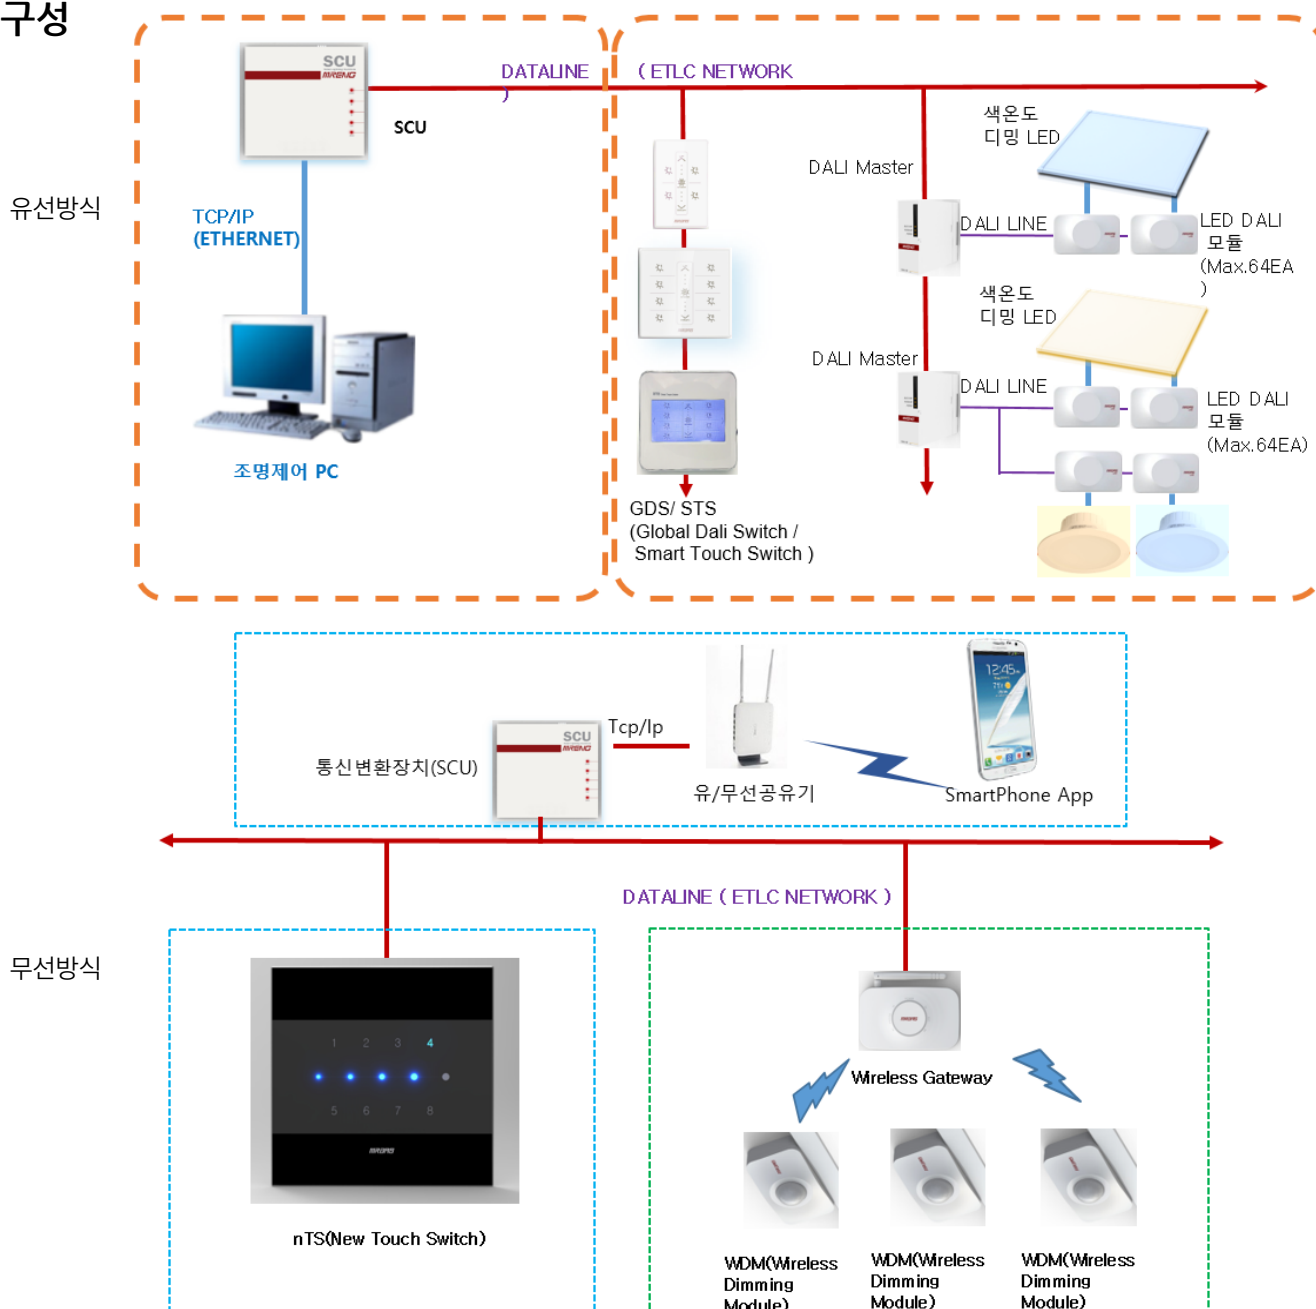 구성
SCU
MRENG
SCU
DATALINE ( ETLC NETWORK
)
유선방식
TCP/IP
(ETHERNET)
조명제어 PC
GDS/ STS
(Global Dali Switch /
Smart Touch Switch )
DALI Master
색온도
디밍 LED
DALI LINE
LED DALI
모듈
(Max.64EA
)
DALI Master
색온도
디밍 LED
DALI LINE
LED DALI
모듈
(Max.64EA)
통신변환장치(SCU)
SCU
MRENG
Tcp/Ip
유/무선공유기
12:45
SmartPhone App
DATALINE ( ETLC NETWORK )
무선방식
1 2 3 4
5 6 7 8
MRENG
nTS(New Touch Switch)
Wireless Gateway
WDM(Wireless
Dimming
Module)
WDM(Wireless
Dimming
Module)
WDM(Wireless
Dimming
Module)